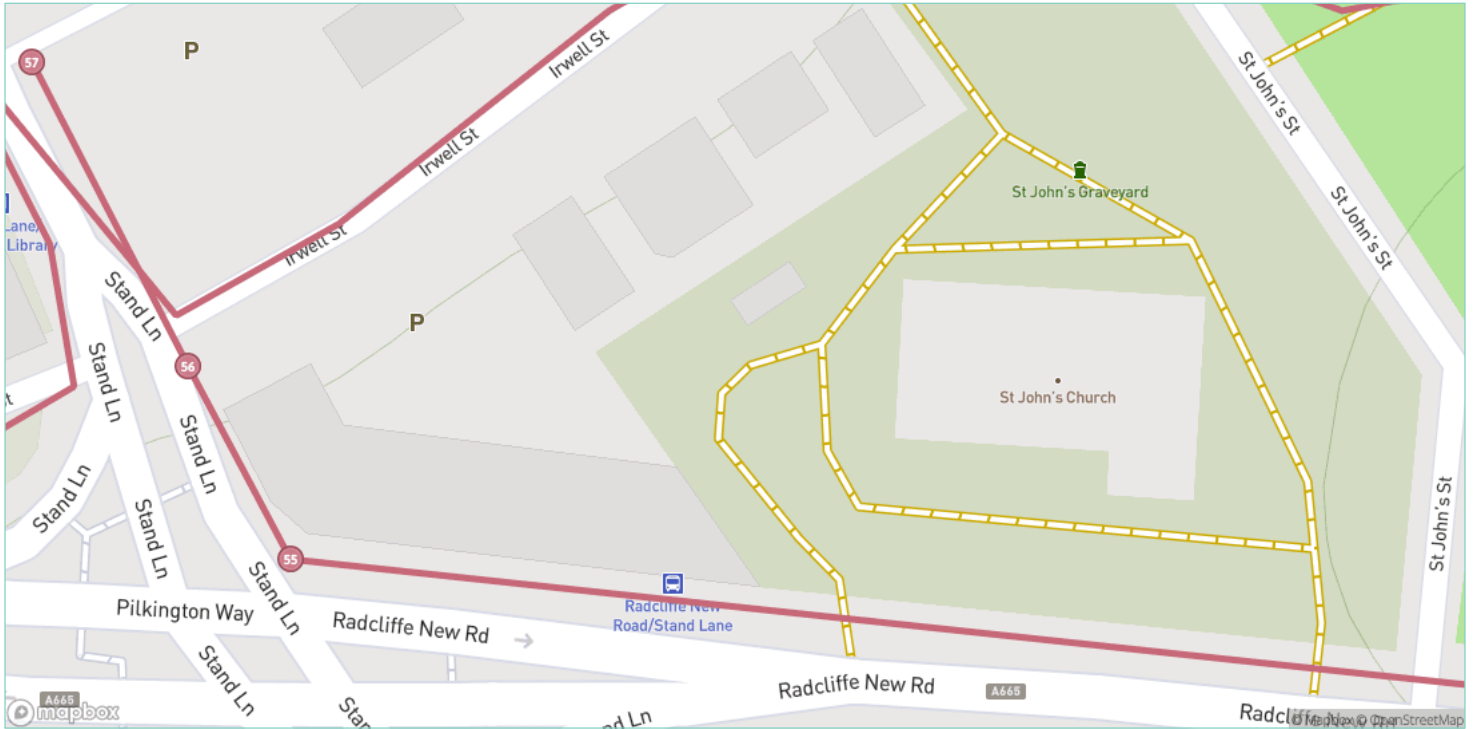 57
P
Irwell St
St John's St
Irwell St
St John's Graveyard
St John's St
Lane/
Library
Irwell St
Stand Ln
P
56
Stand Ln
St John's Church
Stand Ln
Stand Ln
Stand Ln
St John's St
55
Stand Ln
Radcliffe New
Road/Stand Lane
Pilkington Way
Radcliffe New Rd
Stand Ln
Radcliffe New Rd
A665
A665
mapbox
© Mapbox © OpenStreetMap